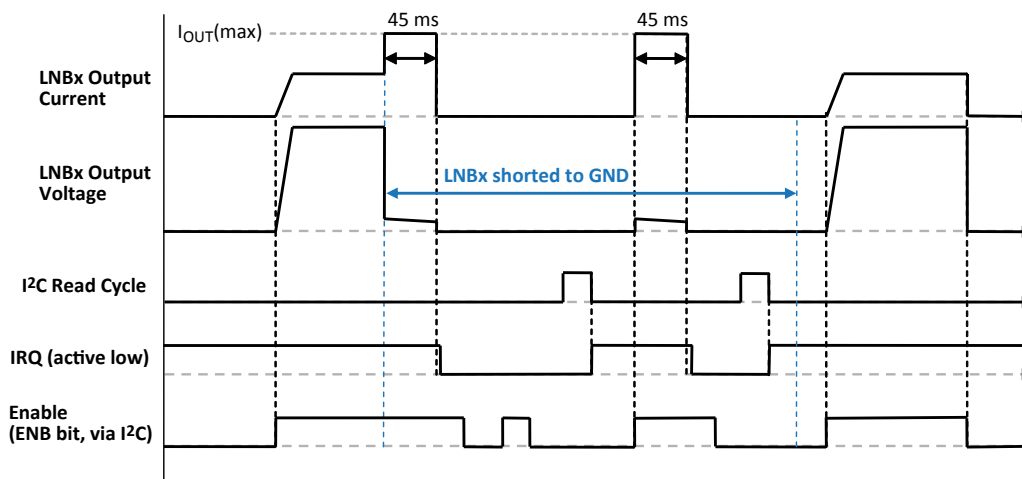 45 ms
45 ms
IOUT(max)
LNBx Output
Current
LNBx Output
Voltage
LNBx shorted to GND
I2C Read Cycle
IRQ (active low)
Enable
(ENB bit, via I2C)